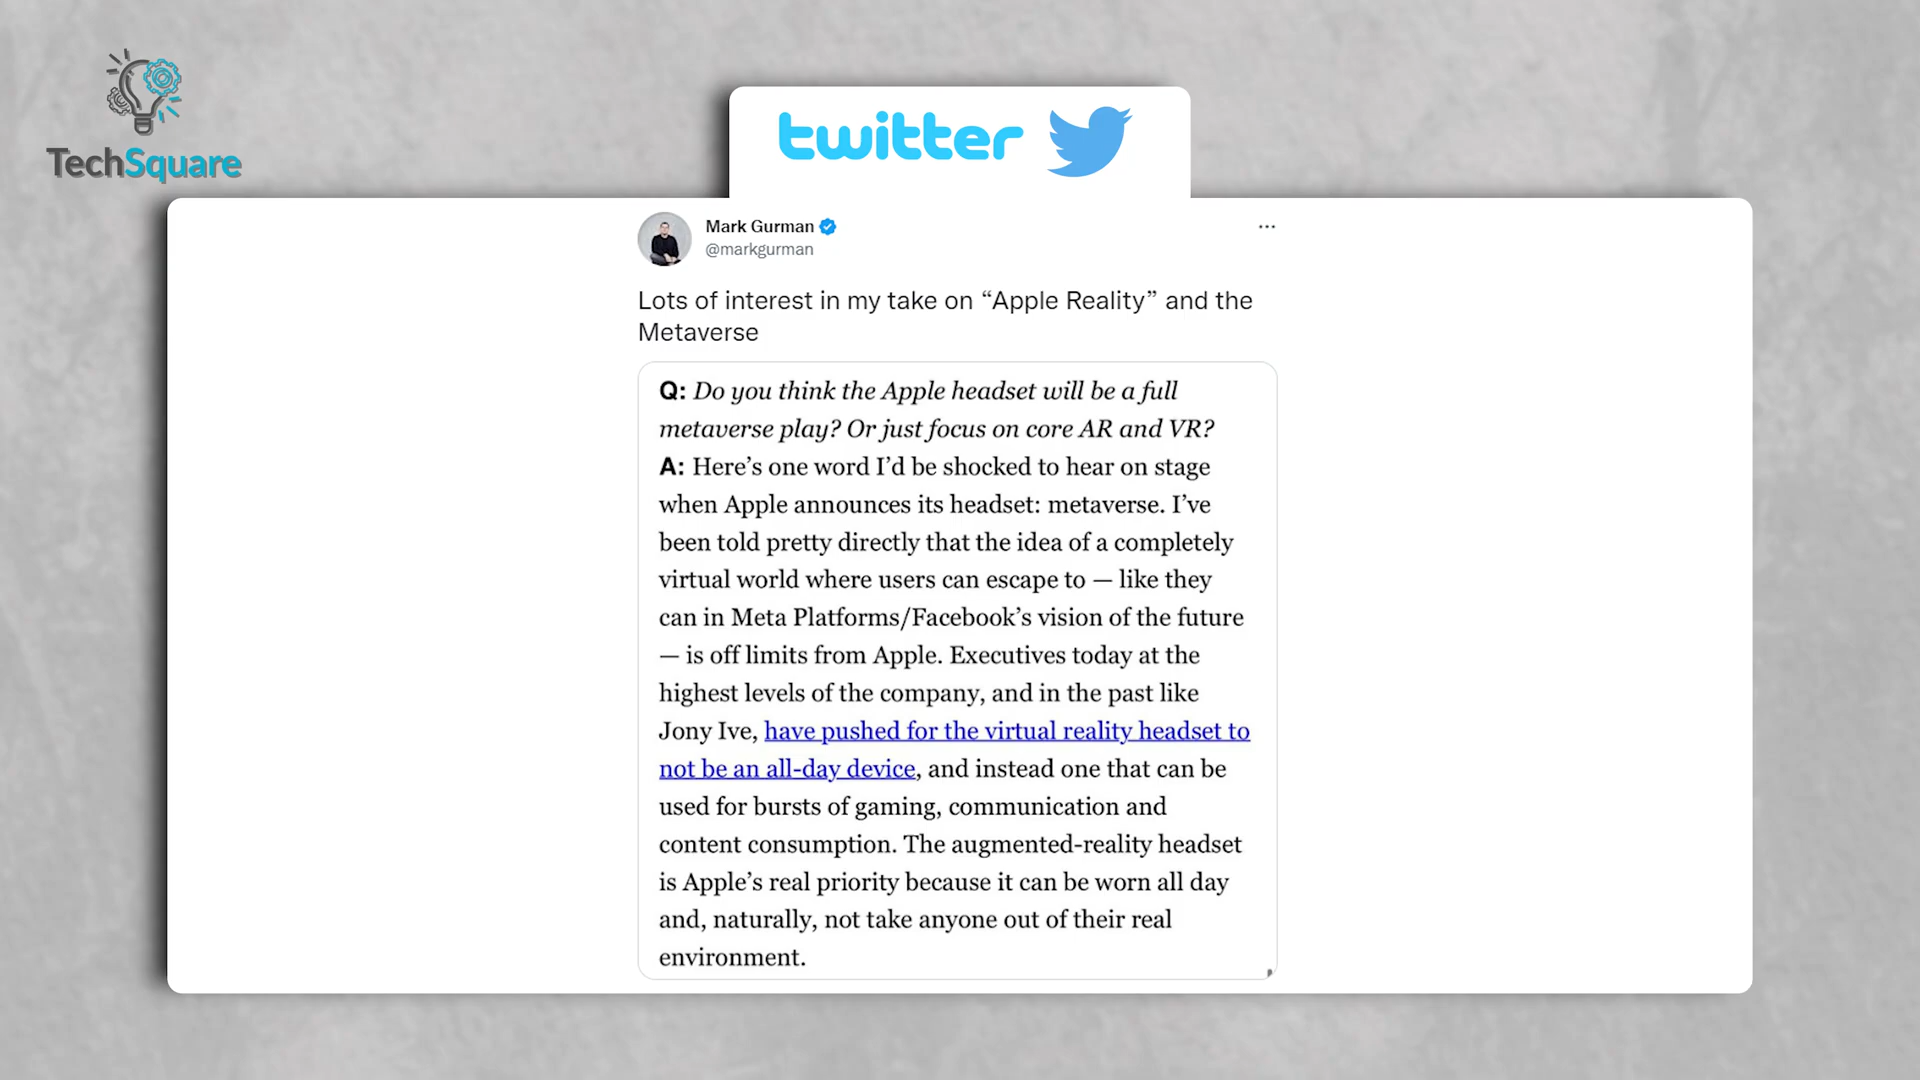 TechSquare
twitter
Mark Gurman
@markgurman
Lots of interest in my take on “Apple Reality” and the
Metaverse
Q: Do you think the Apple headset will be a full
metaverse play? Or just focus on core AR and VR?
A: Here’s one word I’d be shocked to hear on stage
when Apple announces its headset: metaverse. I’ve
been told pretty directly that the idea of a completely
virtual world where users can escape to — like they
can in Meta Platforms/Facebook’s vision of the future
— is off limits from Apple. Executives today at the
highest levels of the company, and in the past like
Jony Ive, have pushed for the virtual reality headset to
not be an all-day device, and instead one that can be
used for bursts of gaming, communication and
content consumption. The augmented-reality headset
is Apple’s real priority because it can be worn all day
and, naturally, not take anyone out of their real
environment.